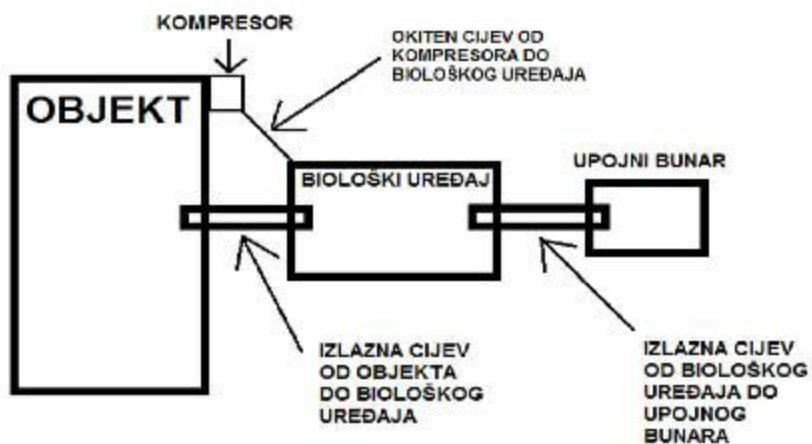 KOMPRESOR
OKITEN CIJEV OD
KOMPRESORA DO
BIOLOŠKOG UREĐAJA
OBJEKT
BIOLOŠKI UREĐAJ
UPOJNI BUNAR
IZLAZNA CIJEV
OD OBJEKTA
DO BIOLOŠKOG
UREĐAJA
IZLAZNA CIJEV
OD BIOLOŠKOG
UREĐAJA DO
UPOJNOG
BUNARA